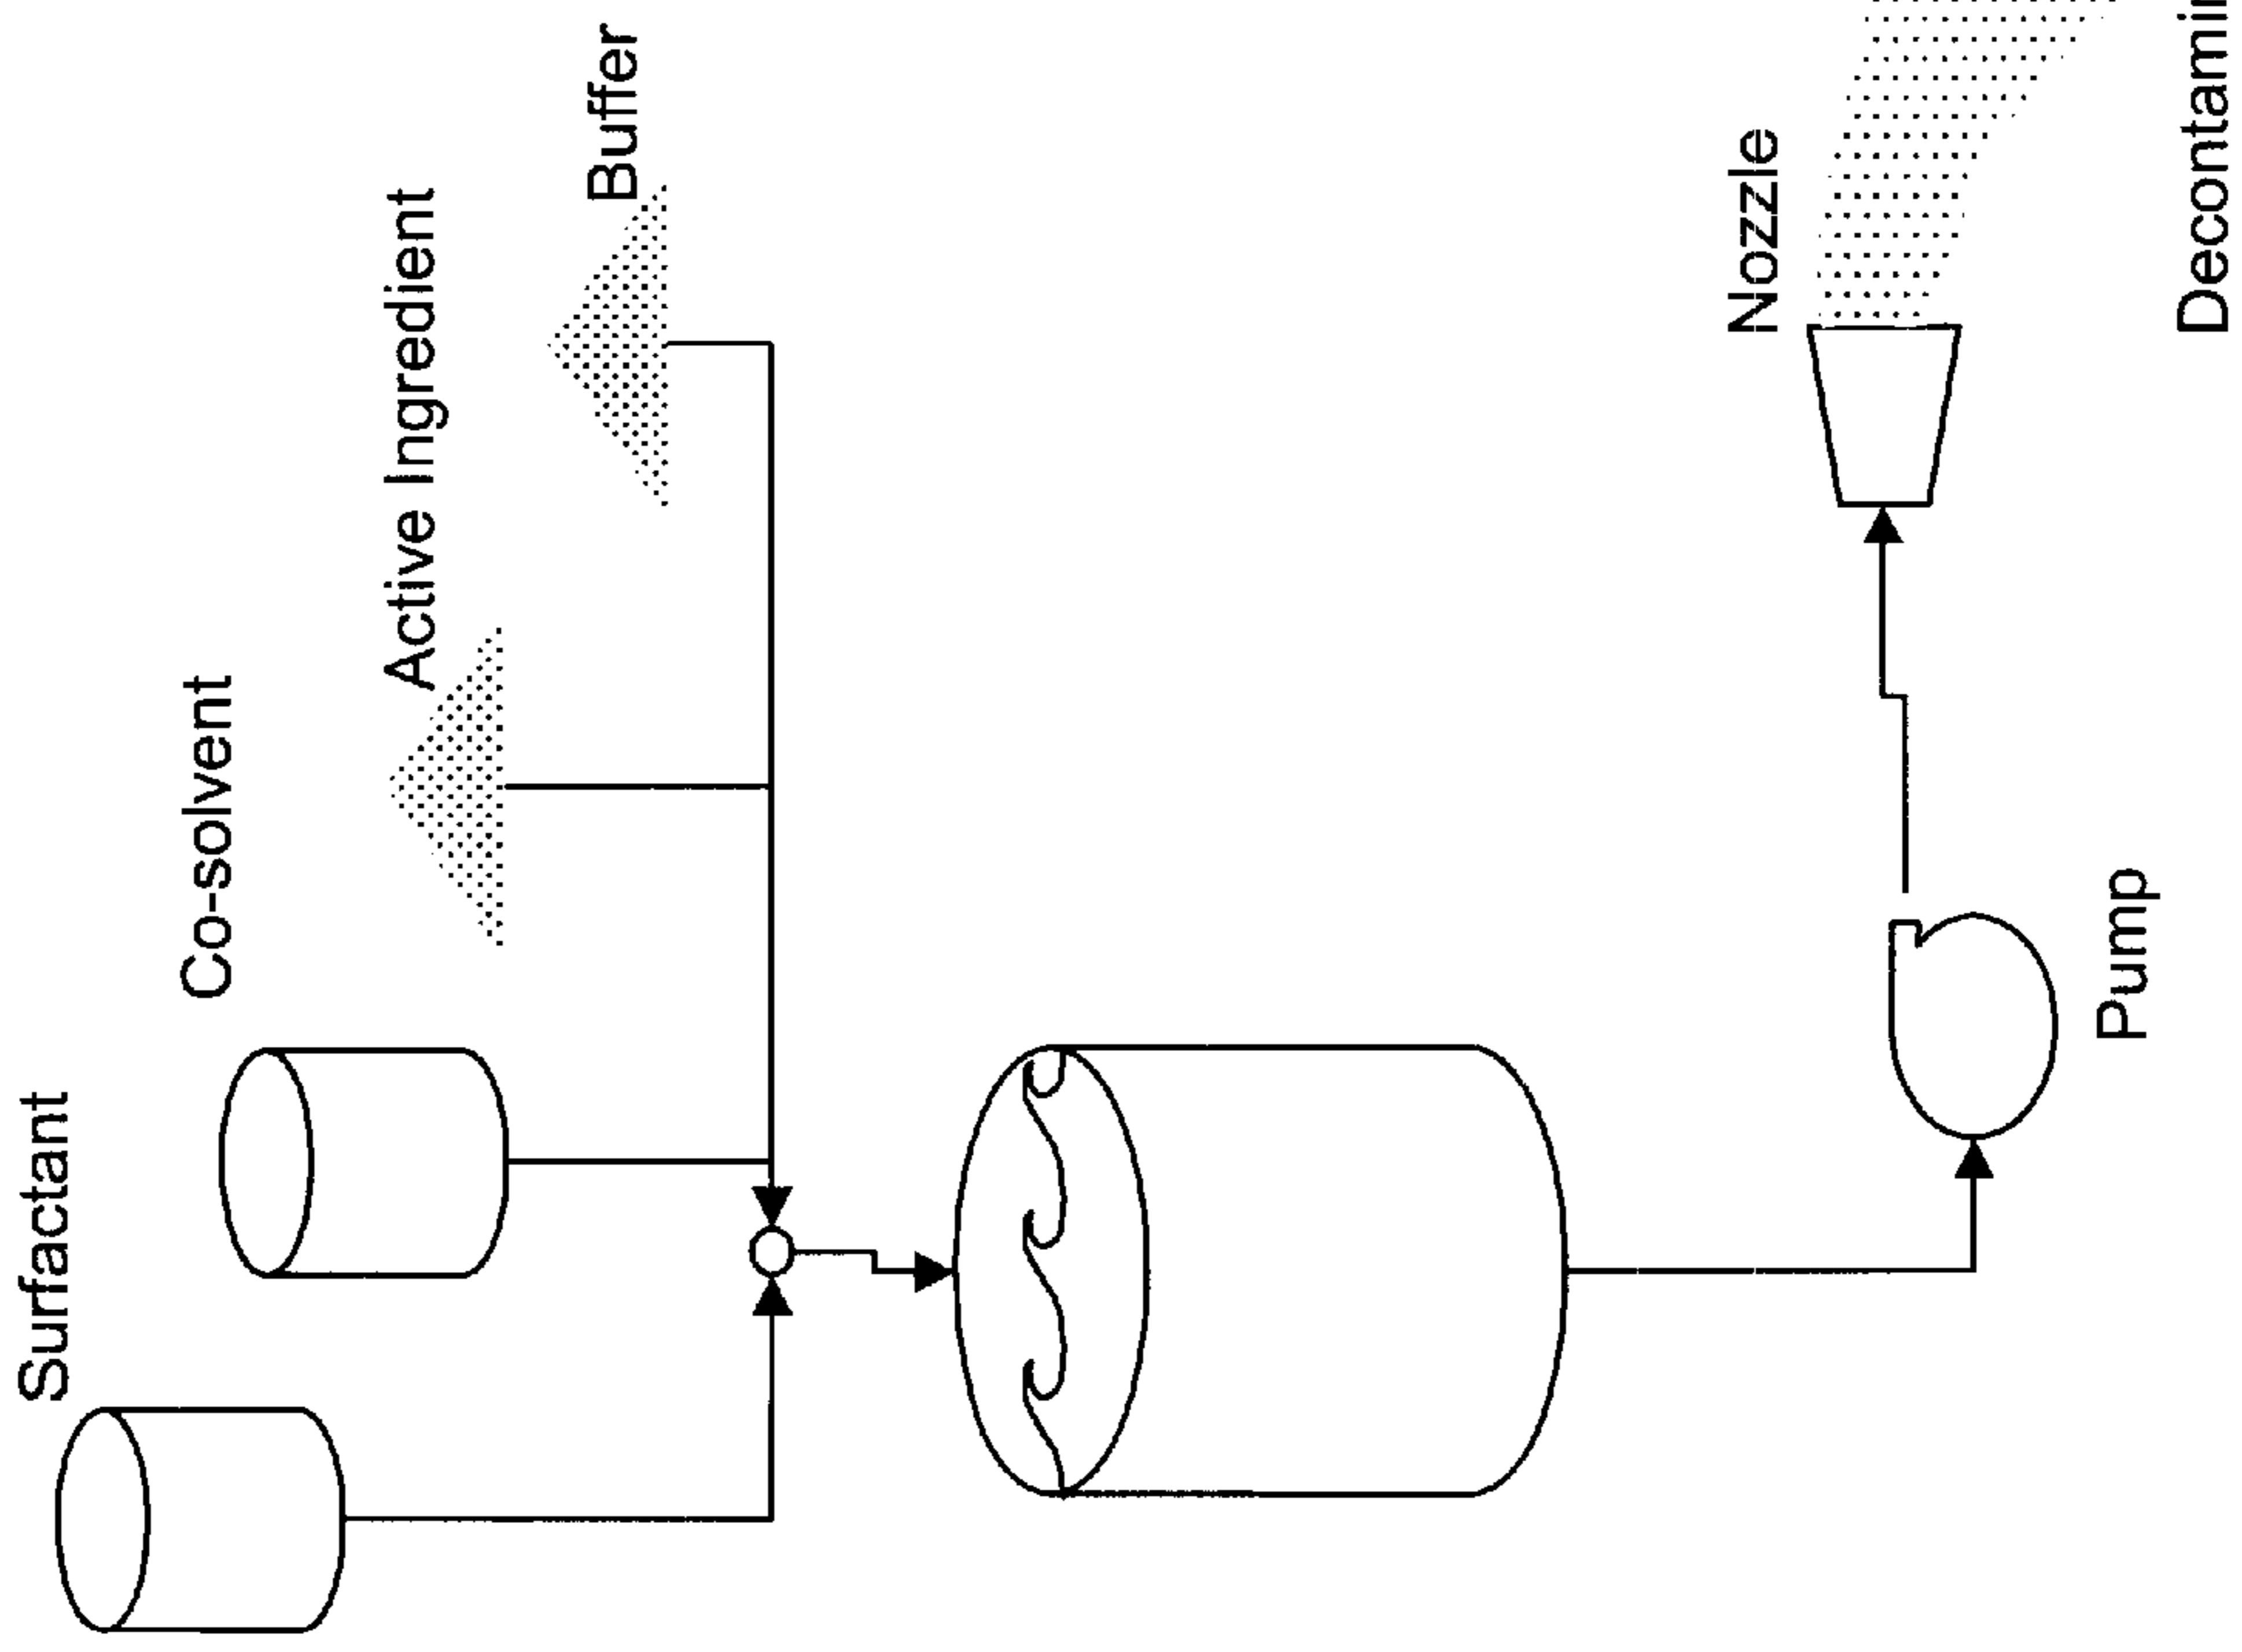 Surfactant
Co-solvent
Active Ingredient
Buffer
Nozzle
Pump